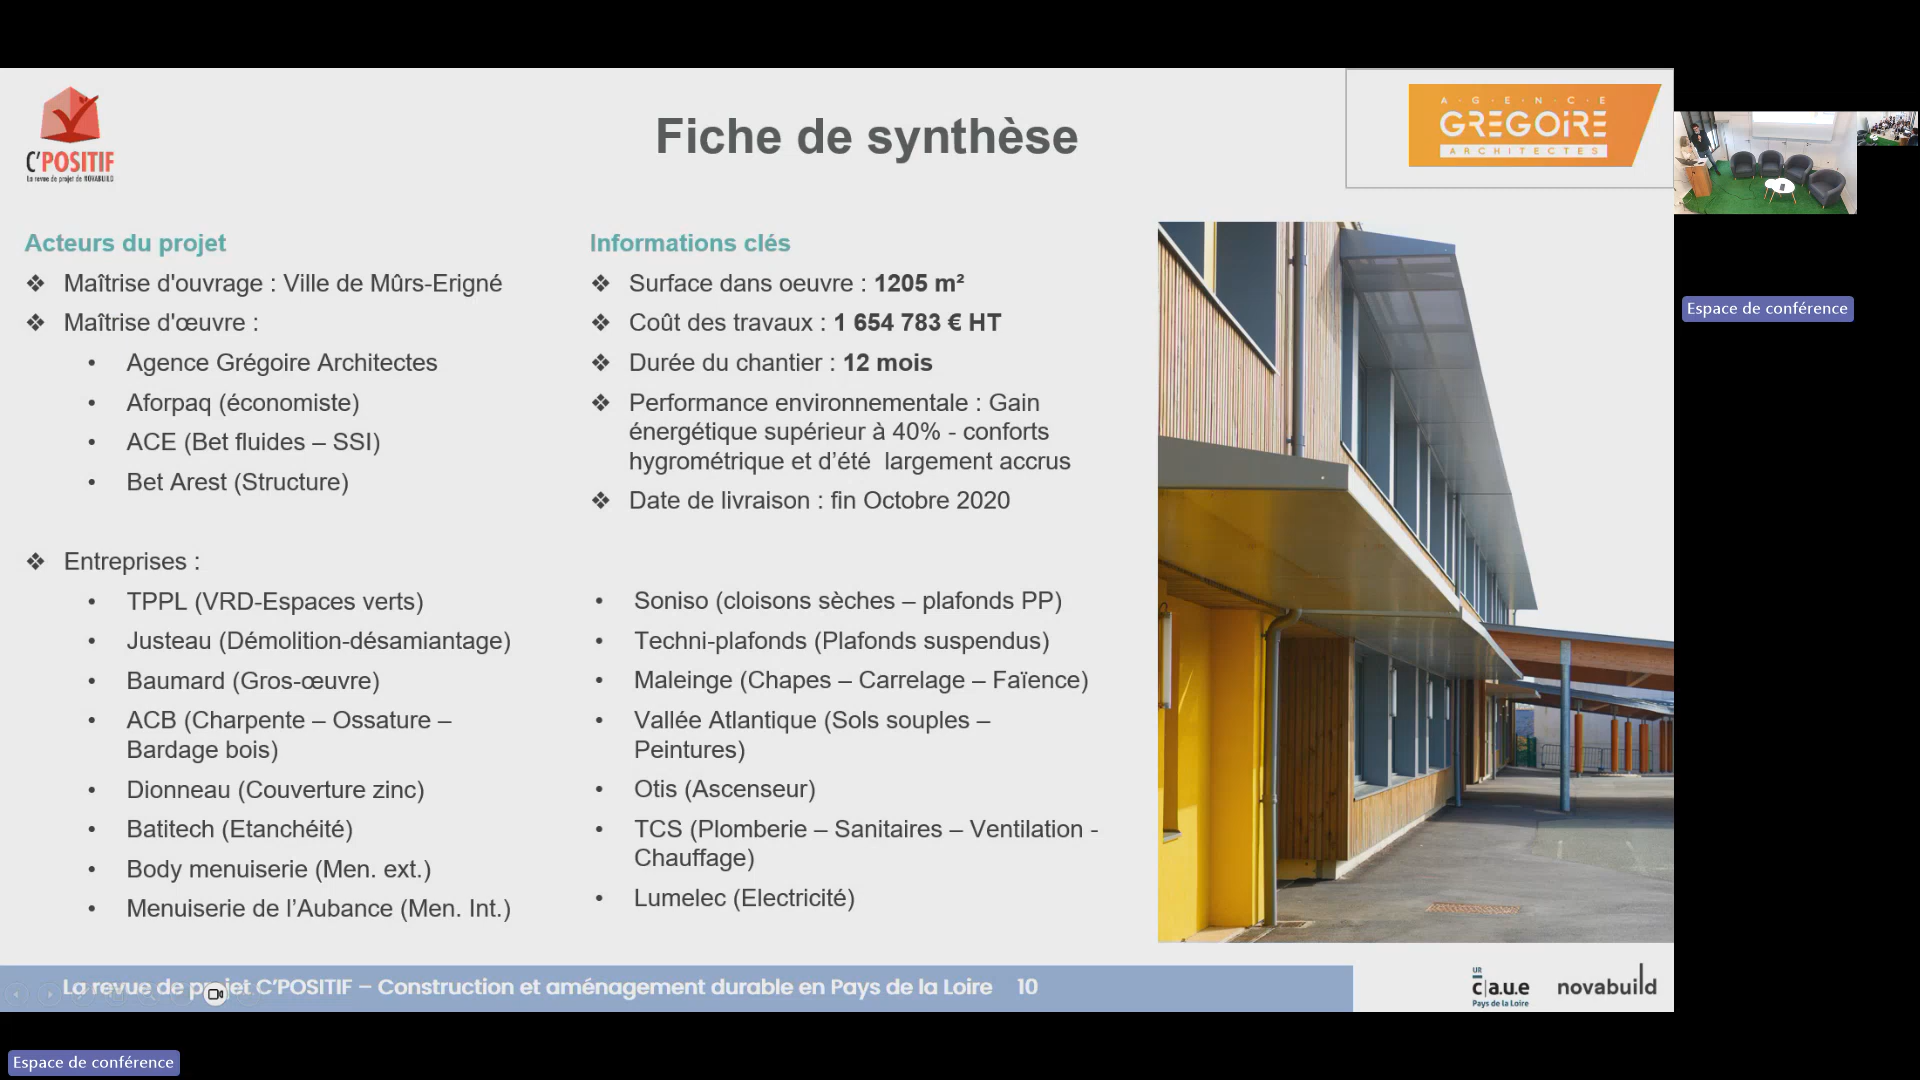 C'POSITIF
La revue de projet de NOVABUILD
Fiche de synthèse
A·G·E·N·C·E
GRÉGOIRE
ARCHITECTES
Acteurs du projet
❖ Maîtrise d'ouvrage : Ville de Mûrs-Erigné
❖ Maîtrise d'œuvre :
• Agence Grégoire Architectes
• Aforpaq (économiste)
• ACE (Bet fluides – SSI)
• Bet Arest (Structure)
❖ Entreprises :
• TPPL (VRD-Espaces verts)
• Justeau (Démolition-désamiantage)
• Baumard (Gros-œuvre)
• ACB (Charpente – Ossature –
Bardage bois)
• Dionneau (Couverture zinc)
• Batitech (Etanchéité)
• Body menuiserie (Men. ext.)
• Menuiserie de l’Aubance (Men. Int.)
Informations clés
❖ Surface dans oeuvre : 1205 m²
❖ Coût des travaux : 1 654 783 € HT
❖ Durée du chantier : 12 mois
❖ Performance environnementale : Gain
énergétique supérieur à 40% - conforts
hygrométrique et d’été largement accrus
❖ Date de livraison : fin Octobre 2020
• Soniso (cloisons sèches – plafonds PP)
• Techni-plafonds (Plafonds suspendus)
• Maleinge (Chapes – Carrelage – Faïence)
• Vallée Atlantique (Sols souples –
Peintures)
• Otis (Ascenseur)
• TCS (Plomberie – Sanitaires – Ventilation -
Chauffage)
• Lumelec (Electricité)
La revue de projet C’POSITIF – Construction et aménagement durable en Pays de la Loire 10
UR
c|a.u.e
Pays de la Loire
novabuild
Espace de conférence
Espace de conférence